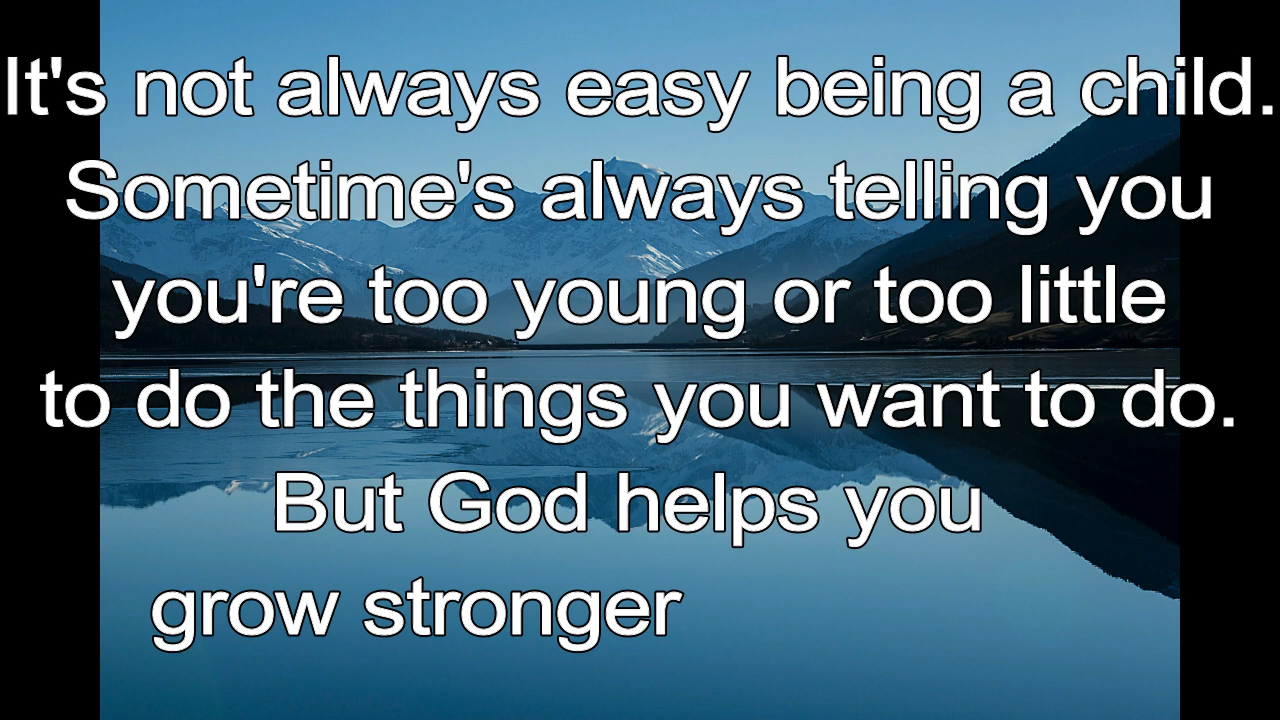 It's not always easy being a child.
Sometime's always telling you
you're too young or too little
to do the things you want to do.
But God helps you
grow stronger